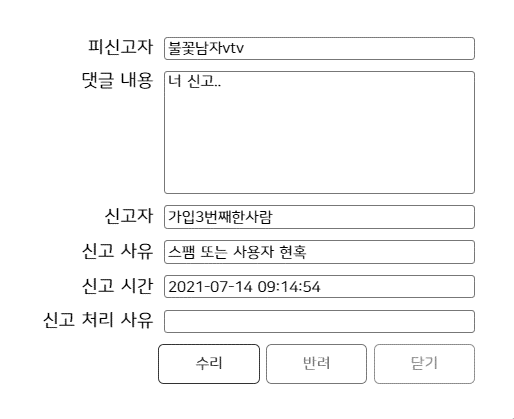 피신고자 불꽃남자vtv
댓글 내용 너 신고..
신고자 가입3번째한사람
신고 사유 스팸 또는 사용자 현혹
신고 시간 2021-07-14 09:14:54
신고 처리 사유
수리 반려 닫기